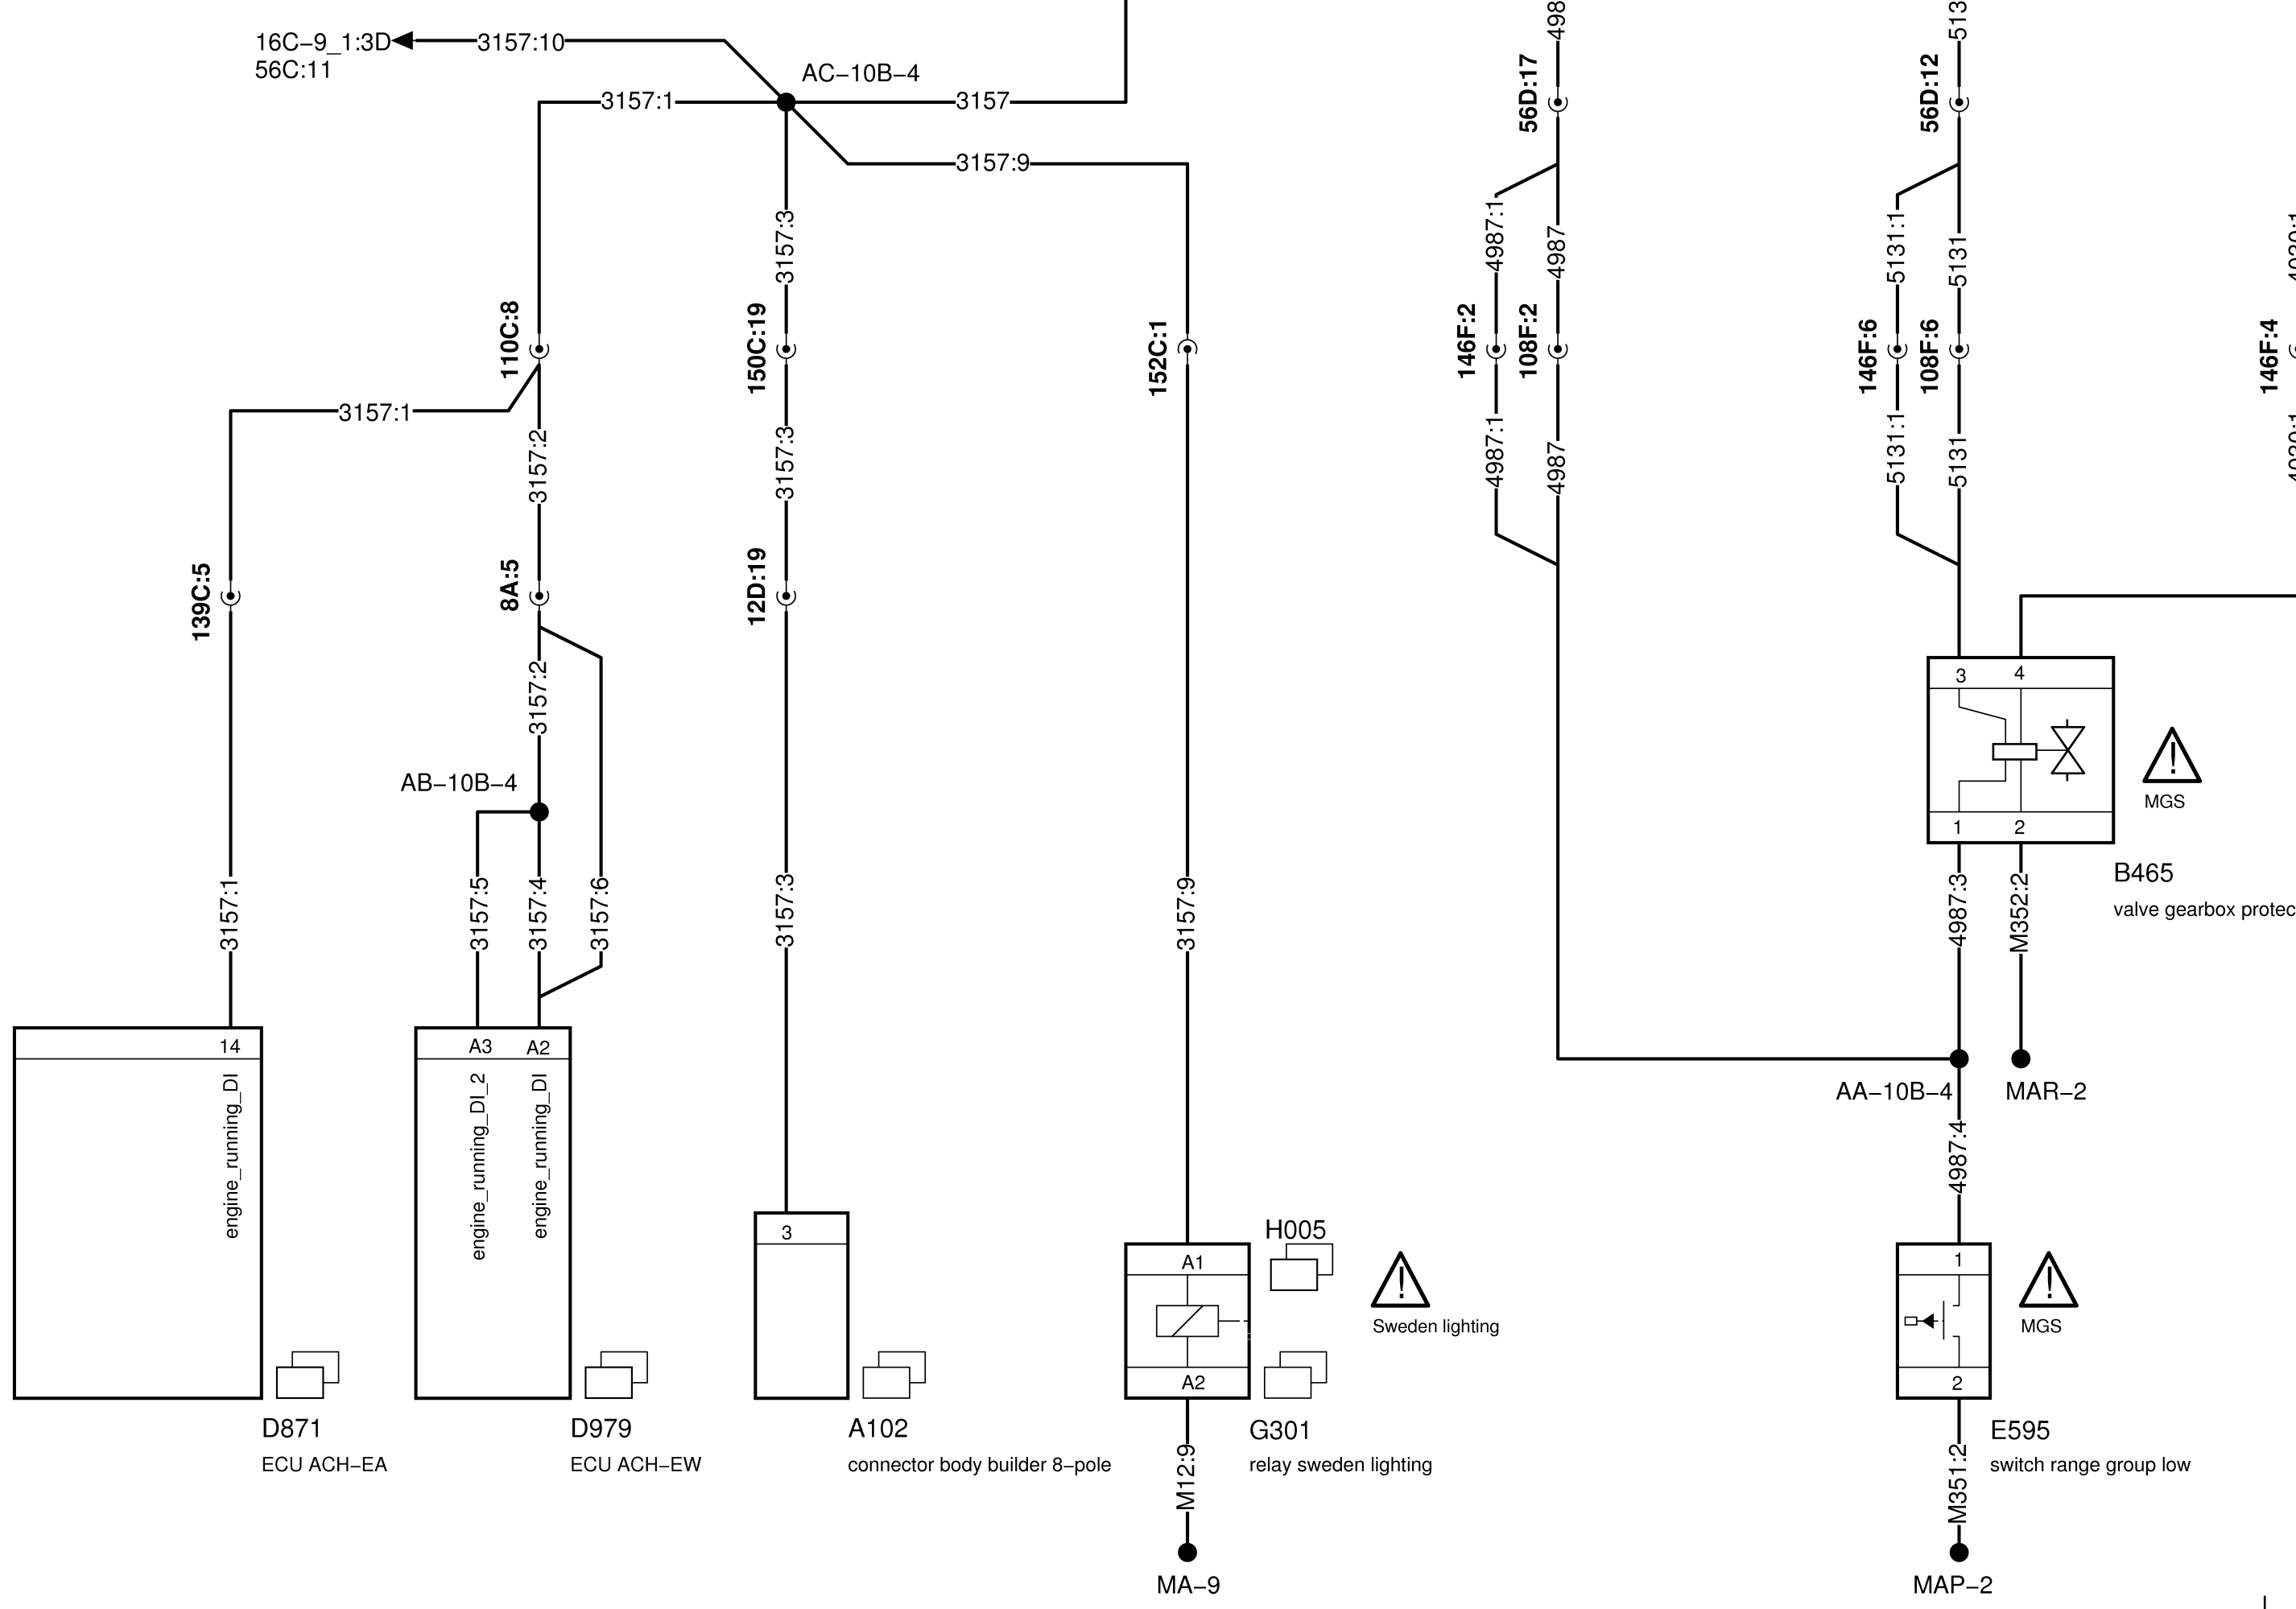 16C−9_1:3D
56C:11
3157:10
AC−10B−4
3157:1
3157
3157:9
3157:3
110C:8
150C:19
152C:1
3157:1
3157:2
3157:3
139C:5
8A:5
12D:19
3157:2
AB−10B−4
3157:1
3157:5
3157:4
3157:6
3157:3
3157:9
14
engine_running_DI
D871
ECU ACH−EA
A3
A2
engine_running_DI_2
engine_running_DI
D979
ECU ACH−EW
3
A102
connector body builder 8−pole
H005
A1
A2
Sweden lighting
G301
relay sweden lighting
M12:9
MA−9
498
513
56D:17
56D:12
4987:1
4987
5131:1
5131
146F:2
108F:2
146F:6
108F:6
146F:4
4987:1
4987
5131:1
5131
3
4
1
2
MGS
B465
valve gearbox protec
4987:3
M352:2
AA−10B−4
MAR−2
4987:4
1
2
MGS
E595
switch range group low
M351:2
MAP−2